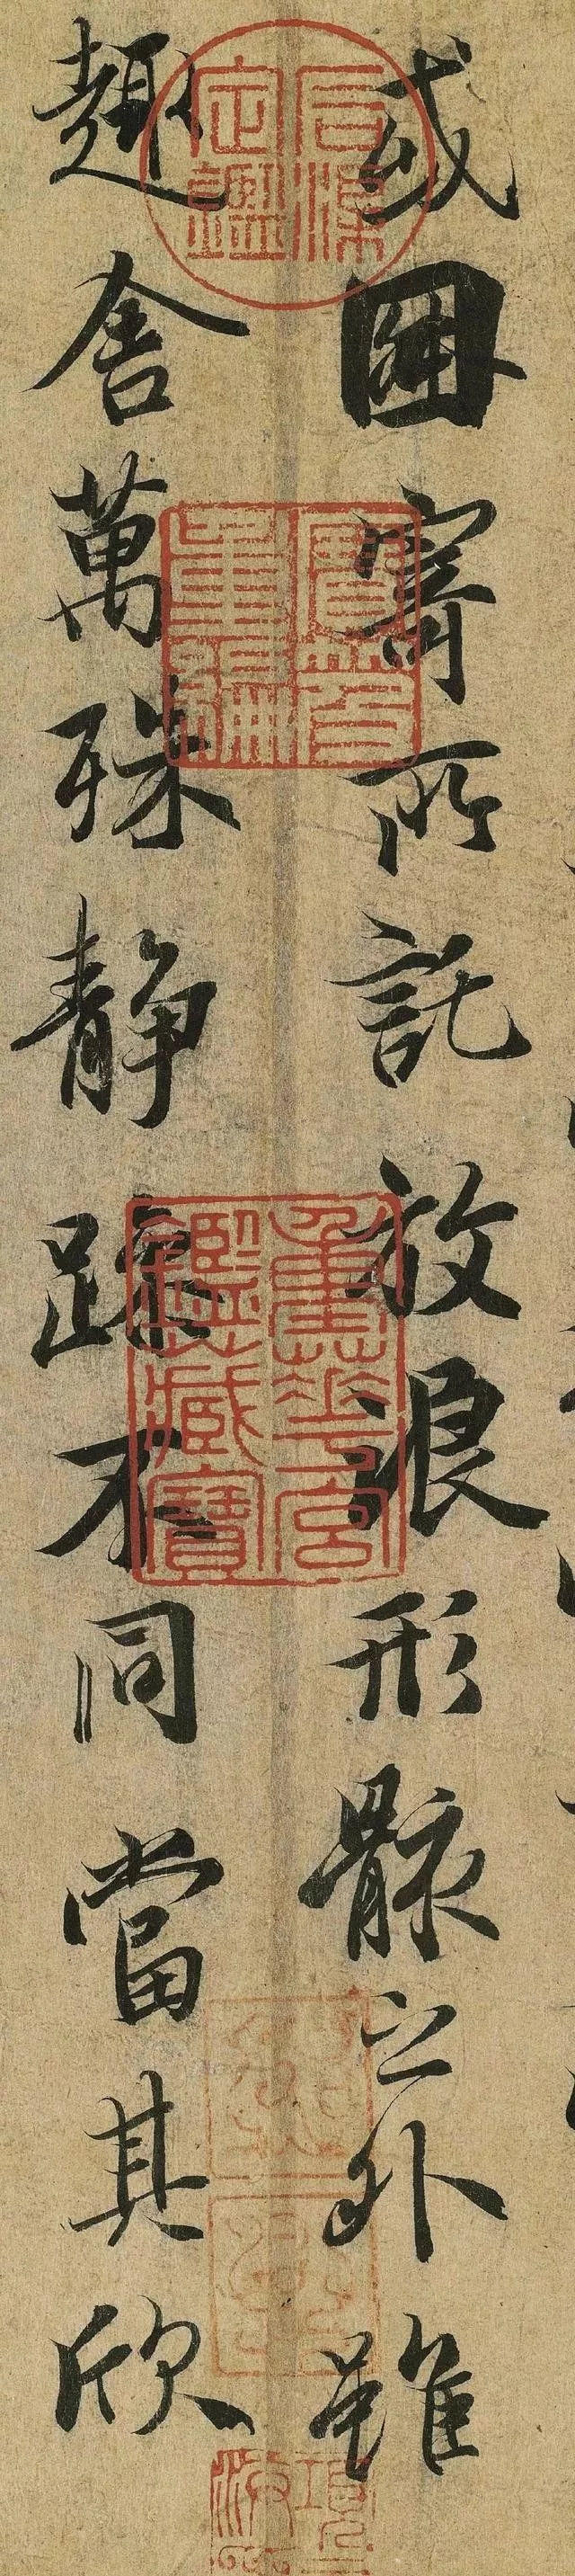 或因寄所託放浪形骸之外雖
趣舍萬殊靜躁不同當其欣
石渠定鑑
寶笈重編
重華宮鑑藏寶